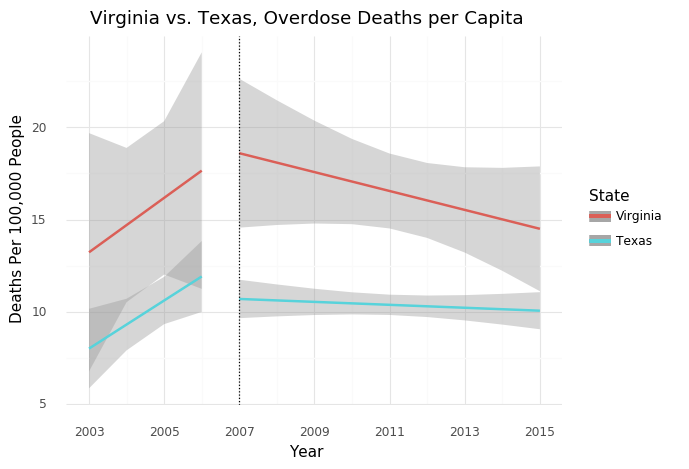 Virginia vs. Texas, Overdose Deaths per Capita
Deaths Per 100,000 People
20
15
10
5
2003 2005 2007 2009 2011 2013 2015
Year
State
Virginia
Texas